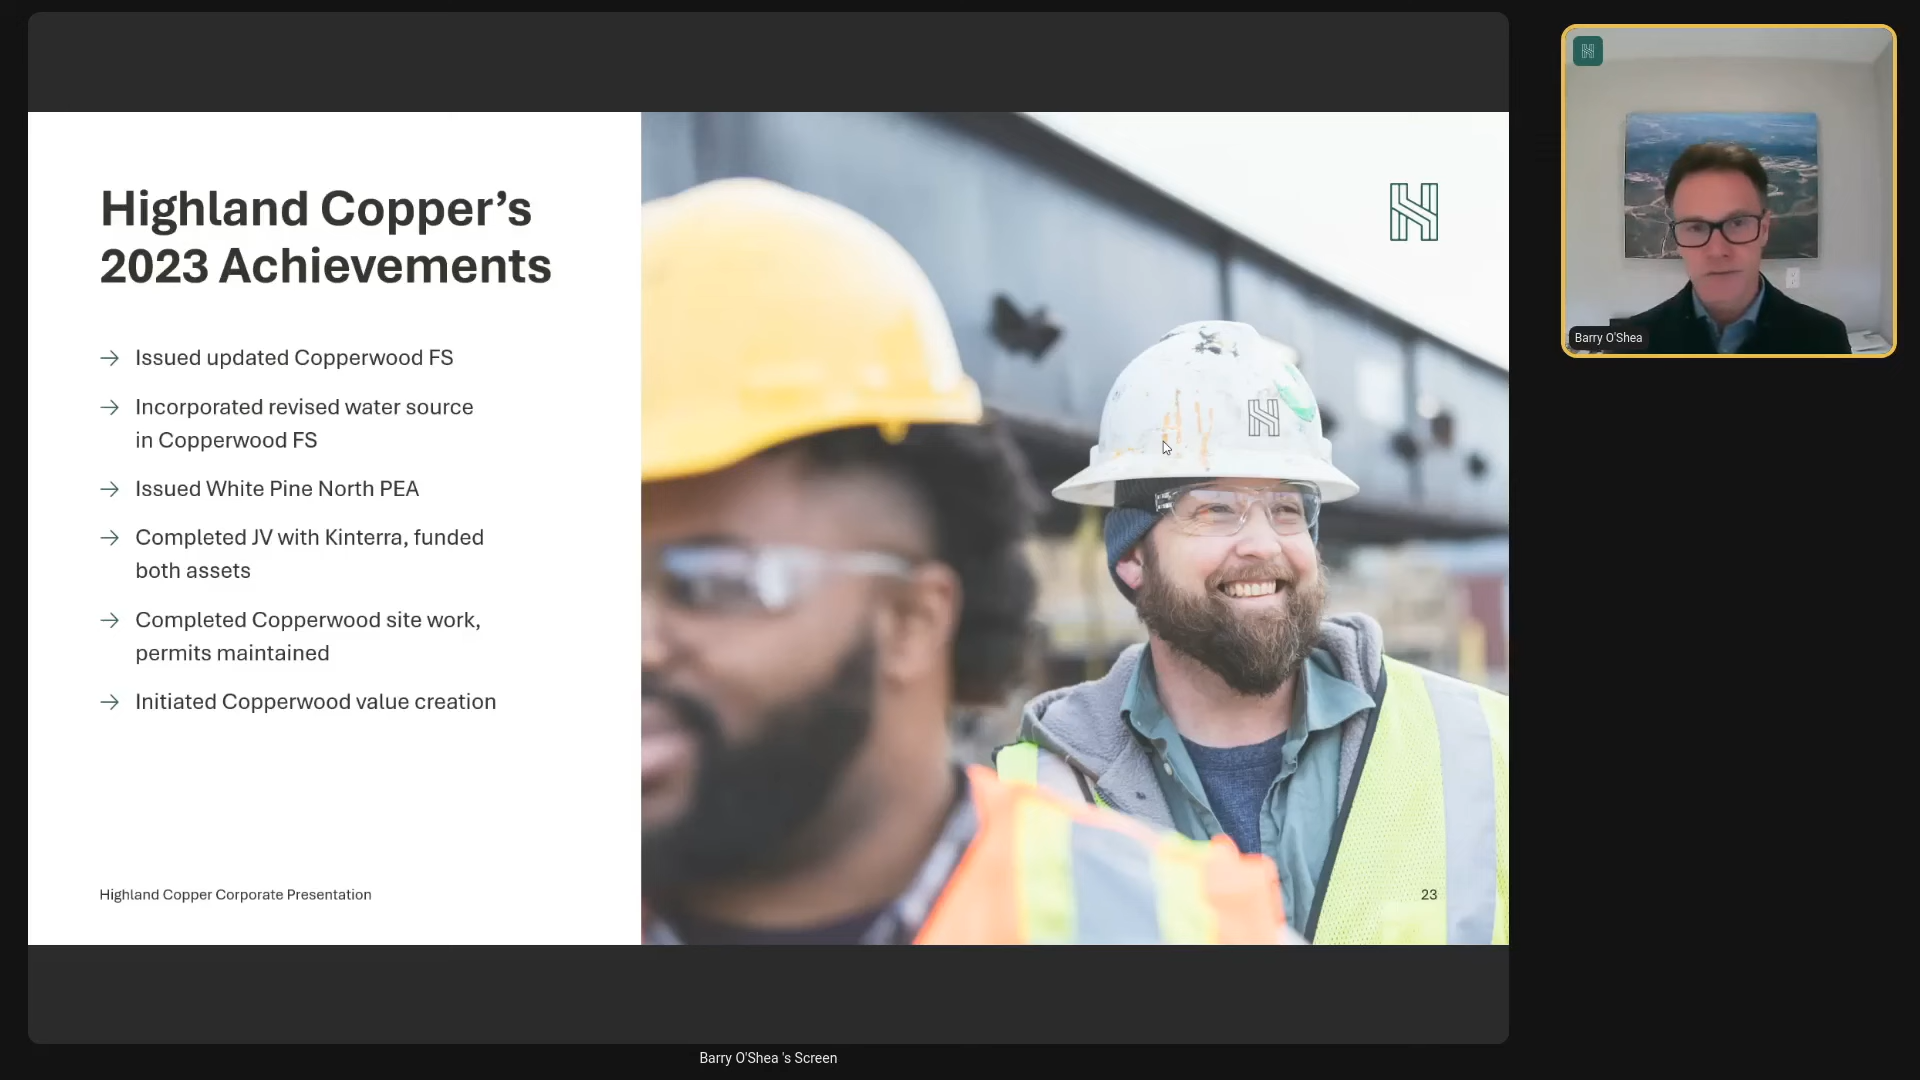 Highland Copper’s
2023 Achievements
→ Issued updated Copperwood FS
→ Incorporated revised water source
in Copperwood FS
→ Issued White Pine North PEA
→ Completed JV with Kinterra, funded
both assets
→ Completed Copperwood site work,
permits maintained
→ Initiated Copperwood value creation
Highland Copper Corporate Presentation
23
Barry O'Shea
Barry O'Shea 's Screen